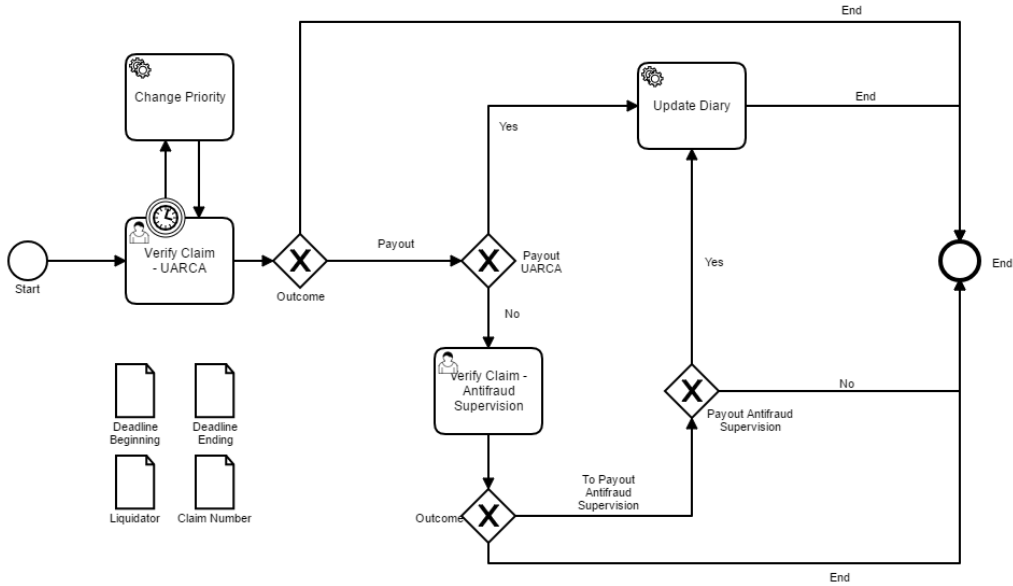 End
Change Priority
Update Diary
End
Yes
Verify Claim
- UARCA
Payout
Payout
UARCA
Start
Outcome
End
Yes
No
Verify Claim -
Antifraud
Supervision
No
Payout Antifraud
Supervision
Deadline
Beginning
Deadline
Ending
To Payout
Antifraud
Supervision
Liquidator
Claim Number
Outcome
End